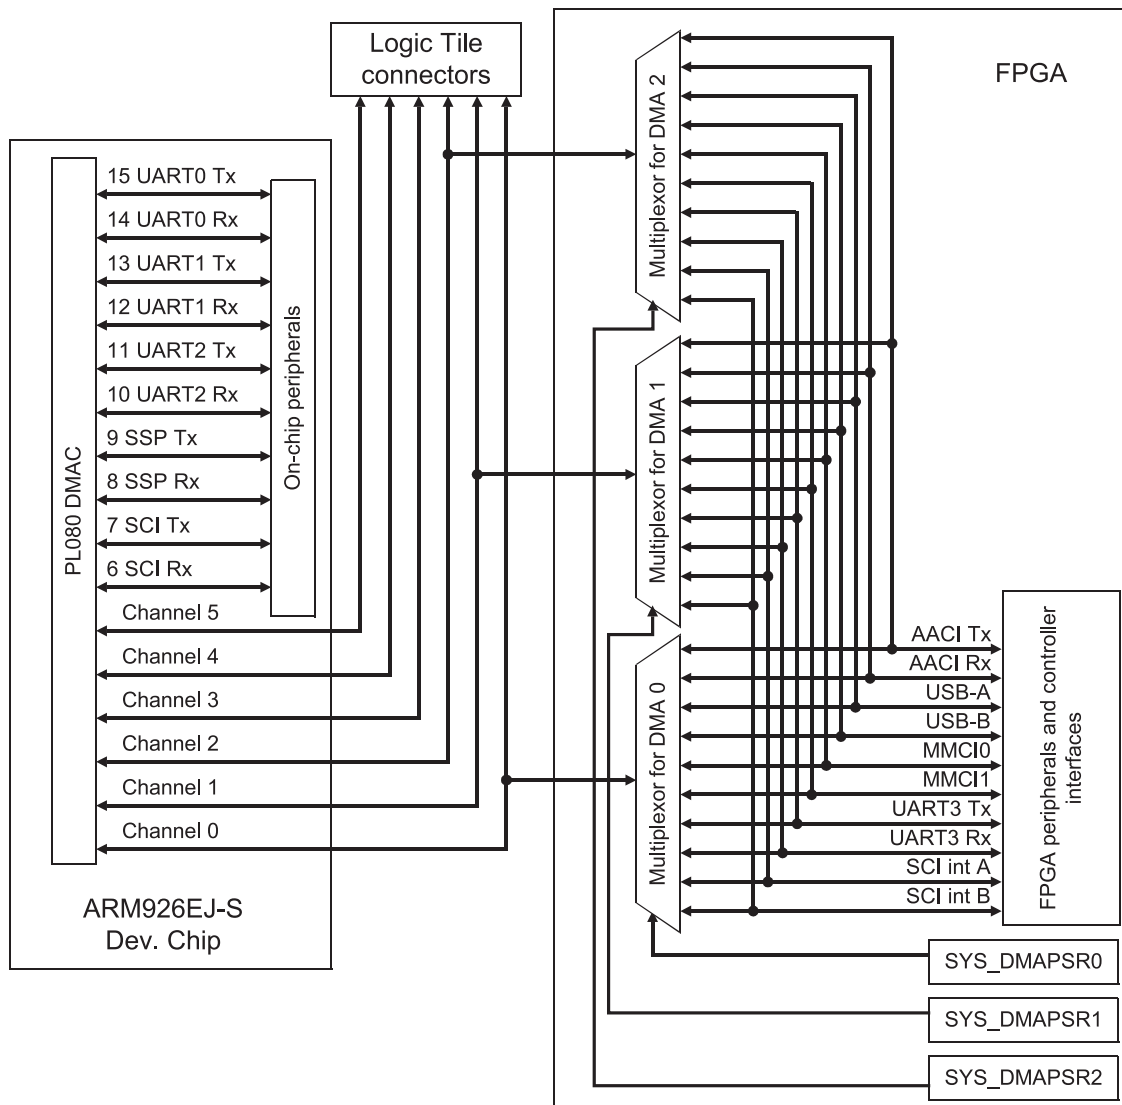 Logic Tile
connectors
FPGA
Multiplexor for DMA 2
PL080 DMAC
15 UART0 Tx
14 UART0 Rx
13 UART1 Tx
12 UART1 Rx
11 UART2 Tx
10 UART2 Rx
9 SSP Tx
8 SSP Rx
7 SCI Tx
6 SCI Rx
On-chip peripherals
Channel 5
Channel 4
Channel 3
Channel 2
Channel 1
Channel 0
ARM926EJ-S
Dev. Chip
Multiplexor for DMA 1
Multiplexor for DMA 0
AACI Tx
AACI Rx
USB-A
USB-B
MMCI0
MMCI1
UART3 Tx
UART3 Rx
SCI int A
SCI int B
FPGA peripherals and controller
interfaces
SYS_DMAPSR0
SYS_DMAPSR1
SYS_DMAPSR2